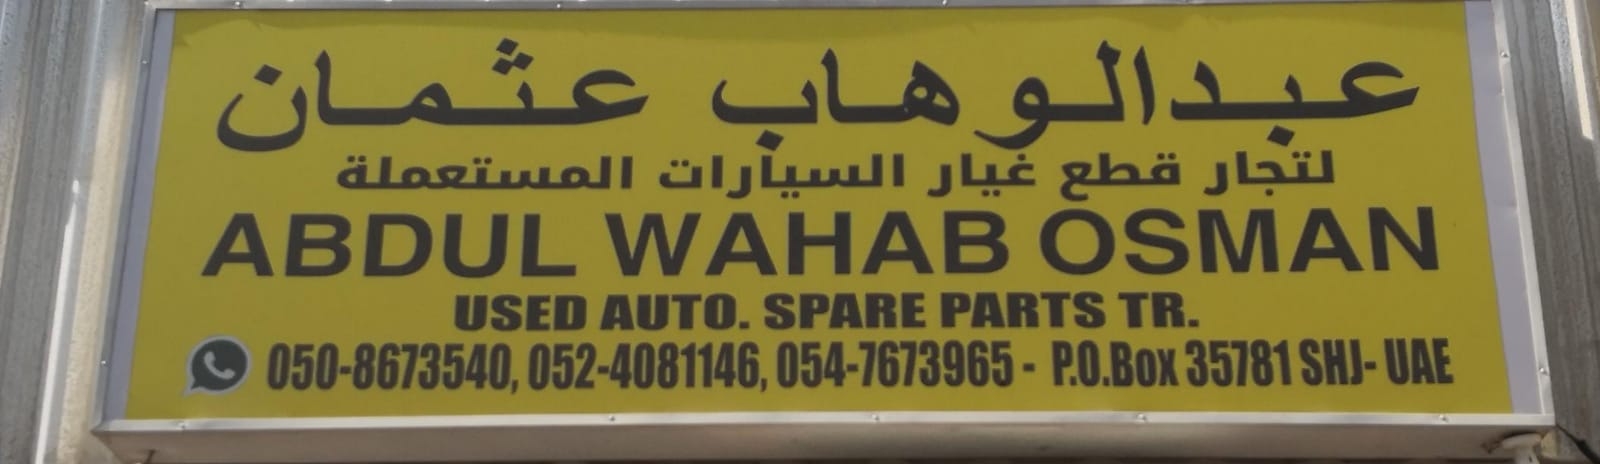 عبدالوهاب عثمان
لتجار قطع غيار السيارات المستعملة
ABDUL WAHAB OSMAN
USED AUTO. SPARE PARTS TR.
050-8673540, 052-4081146, 054-7673965 - P.O.Box 35781 SHJ- UAE